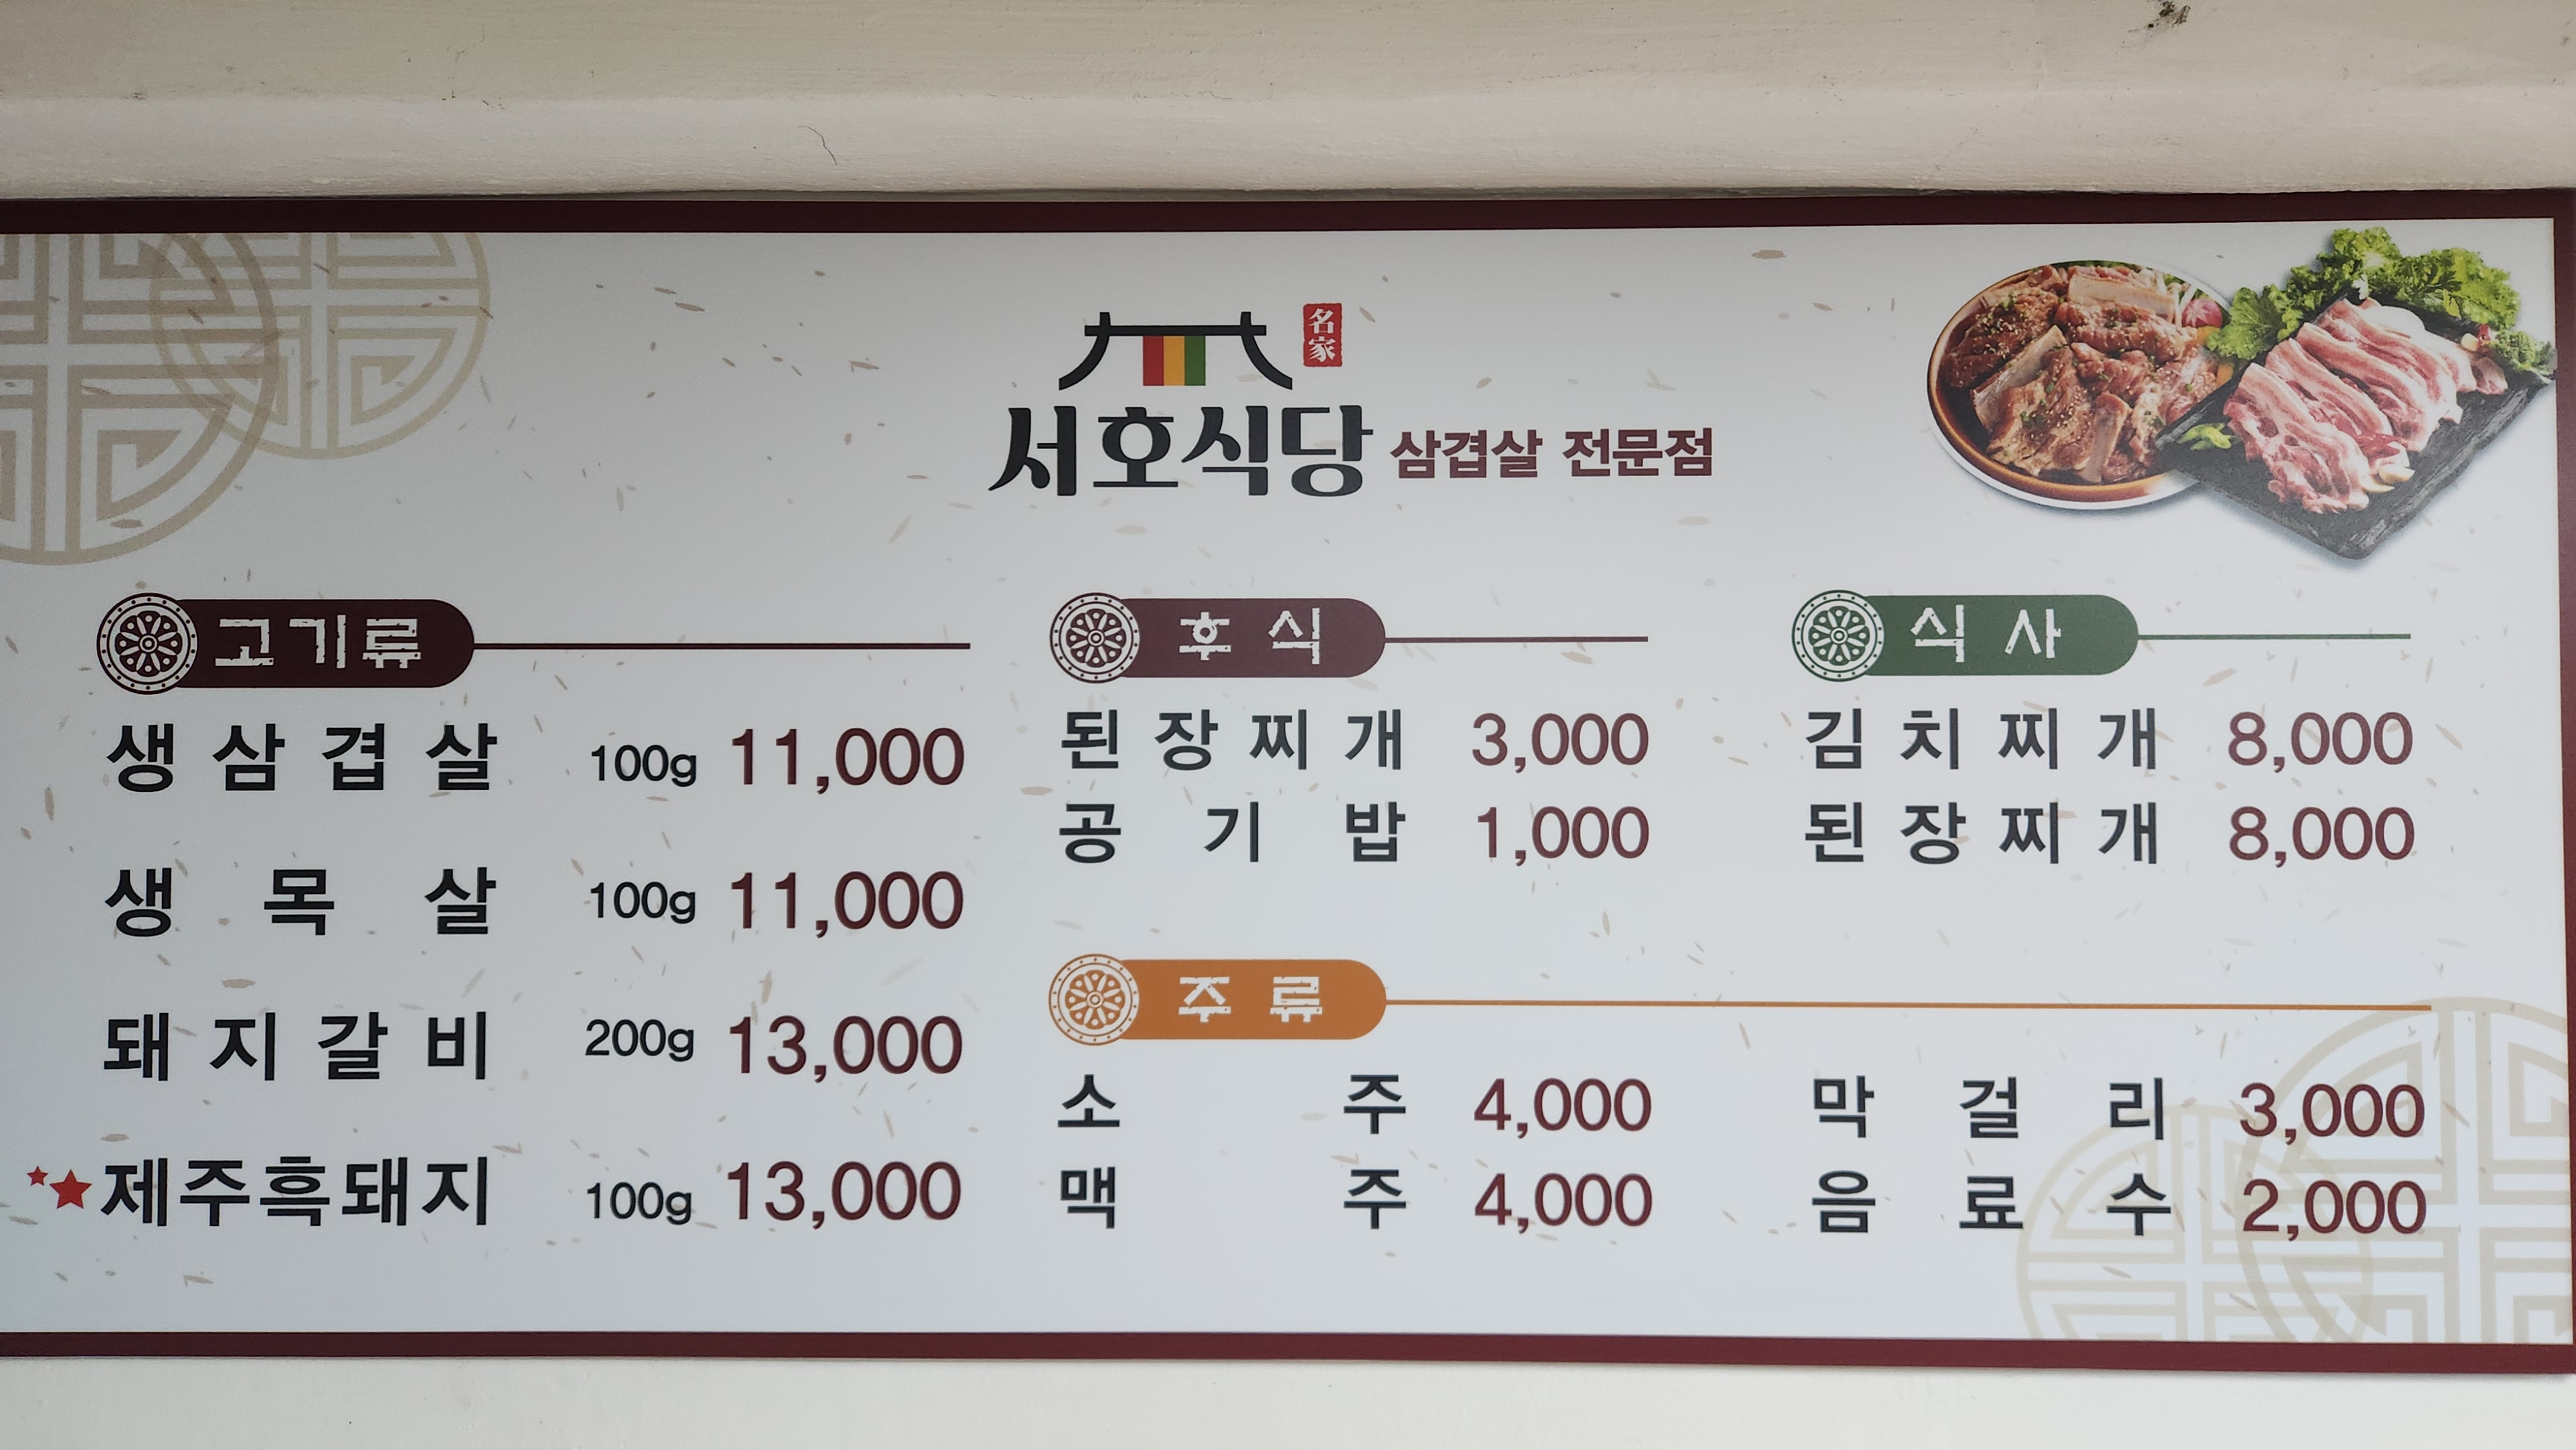 名家
서호식당 삼겹살 전문점
고기류
생삼겹살 100g 11,000
생목살 100g 11,000
돼지갈비 200g 13,000
제주흑돼지 100g 13,000
후식
된장찌개 3,000
공기밥 1,000
식사
김치찌개 8,000
된장찌개 8,000
주류
소주 4,000
맥주 4,000
막걸리 3,000
음료수 2,000